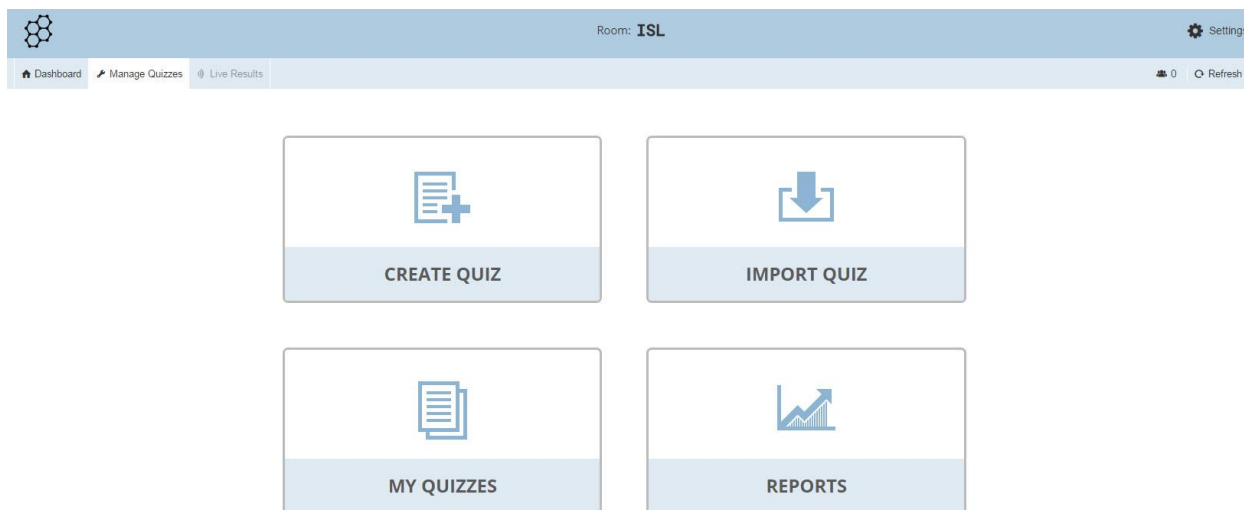 Room: ISL
Settings
Dashboard Manage Quizzes Live Results
0 Refresh
CREATE QUIZ
IMPORT QUIZ
MY QUIZZES
REPORTS